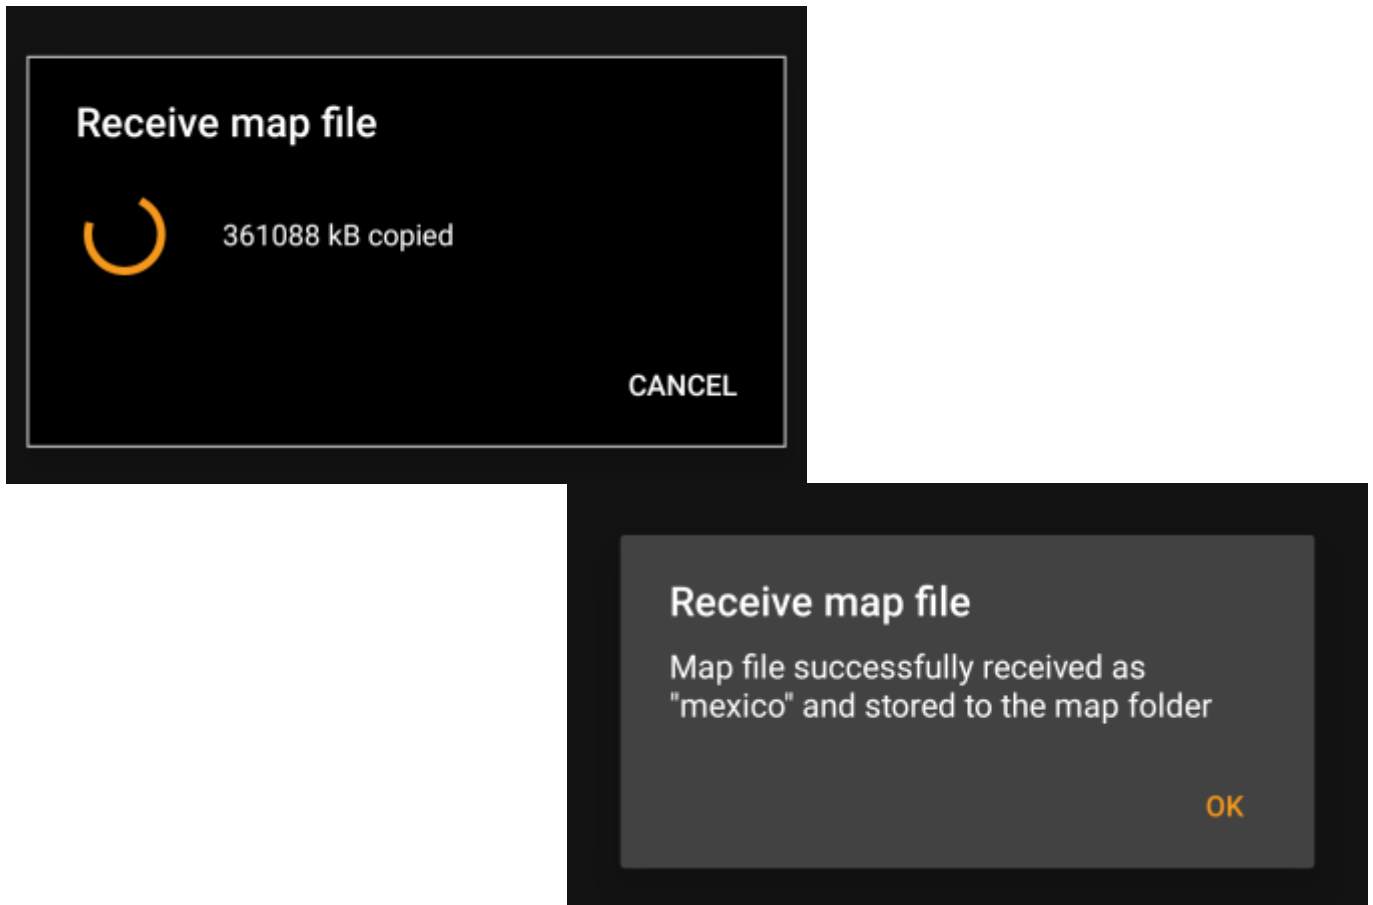 Receive map file
361088 kB copied
CANCEL
Receive map file
Map file successfully received as
"mexico" and stored to the map folder
OK